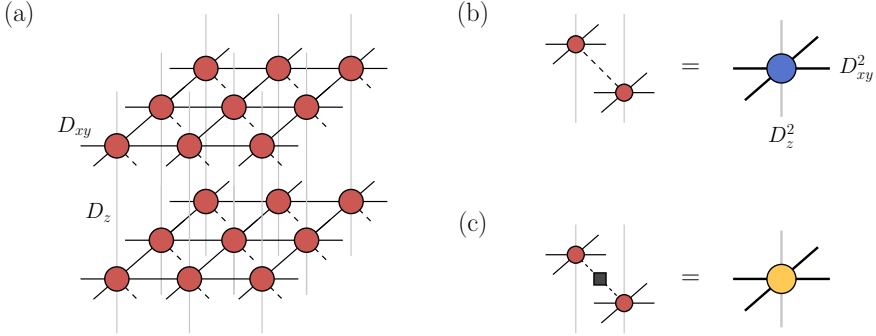 (a)
D_{xy}
D_z
(b)
=
D_{xy}^2
D_z^2
(c)
=